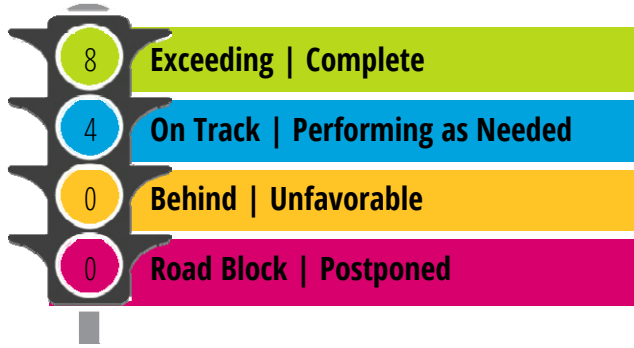 8 Exceeding | Complete
4 On Track | Performing as Needed
0 Behind | Unfavorable
0 Road Block | Postponed